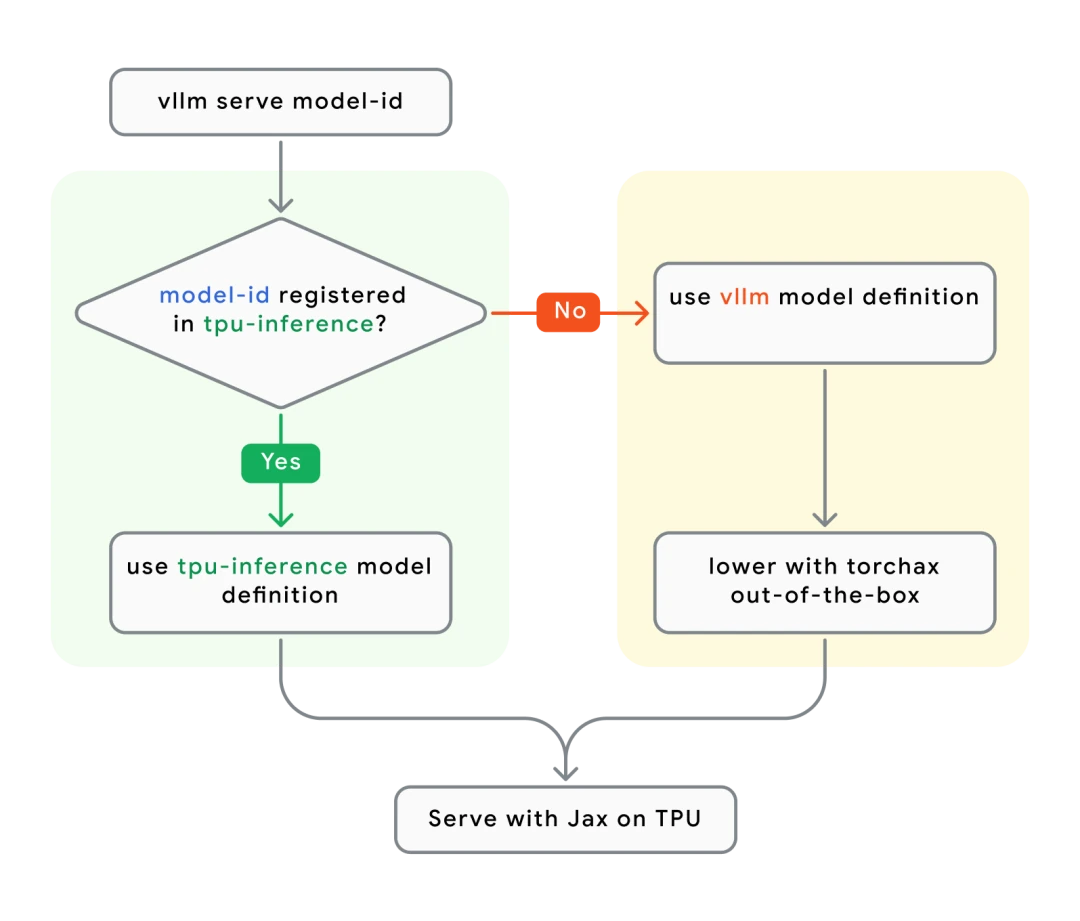 vllm serve model-id
model-id registered
in tpu-inference?
No
use vllm model definition
Yes
use tpu-inference model
definition
lower with torchax
out-of-the-box
Serve with Jax on TPU